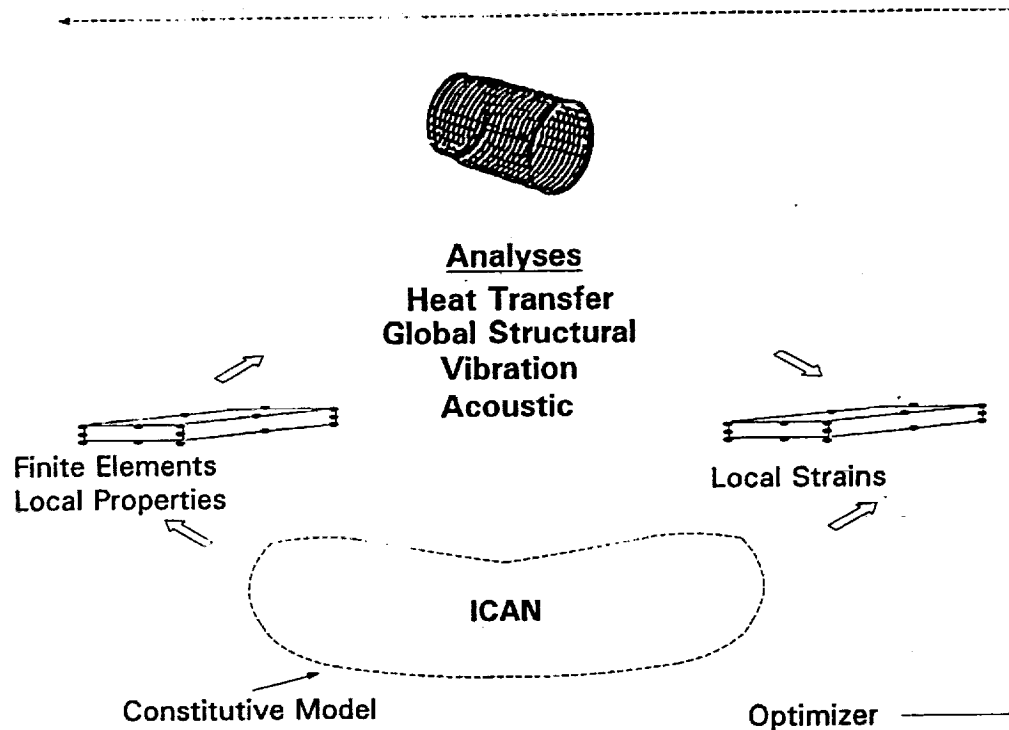 Analyses
Heat Transfer
Global Structural
Vibration
Acoustic
Finite Elements
Local Properties
Local Strains
ICAN
Constitutive Model
Optimizer